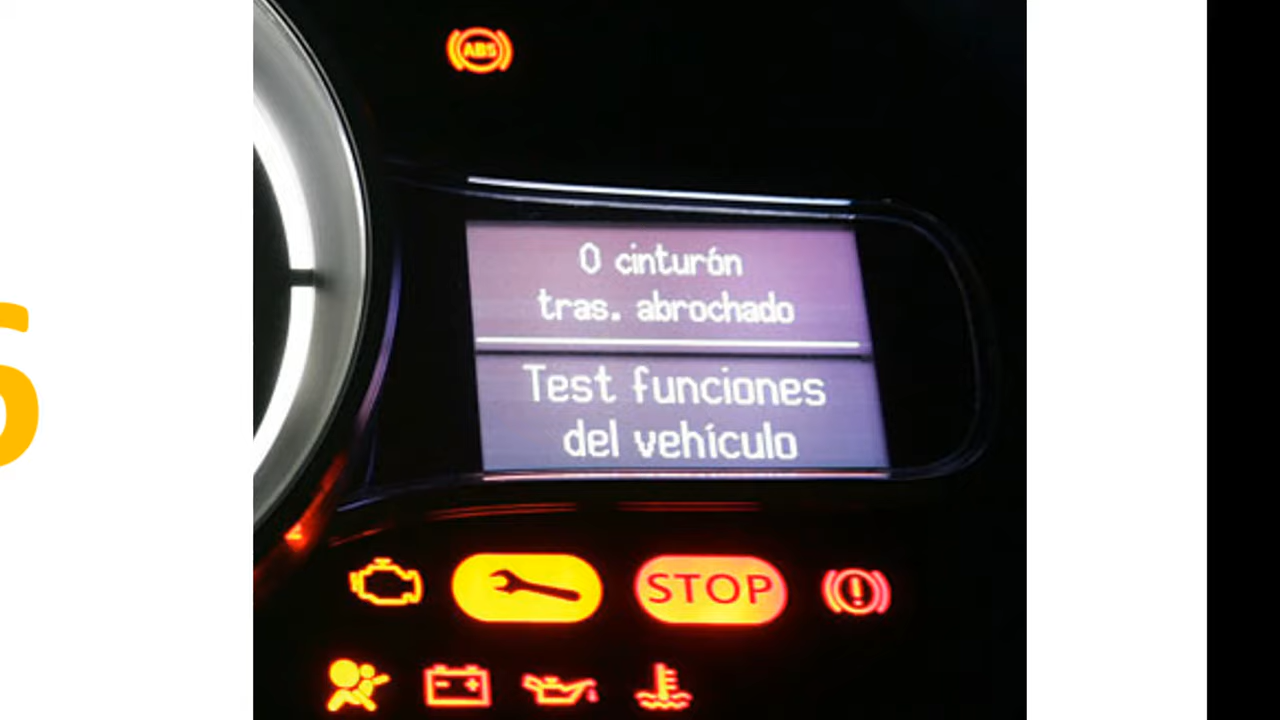 ABS
0 cinturón
tras. abrochado
Test funciones
del vehículo
STOP